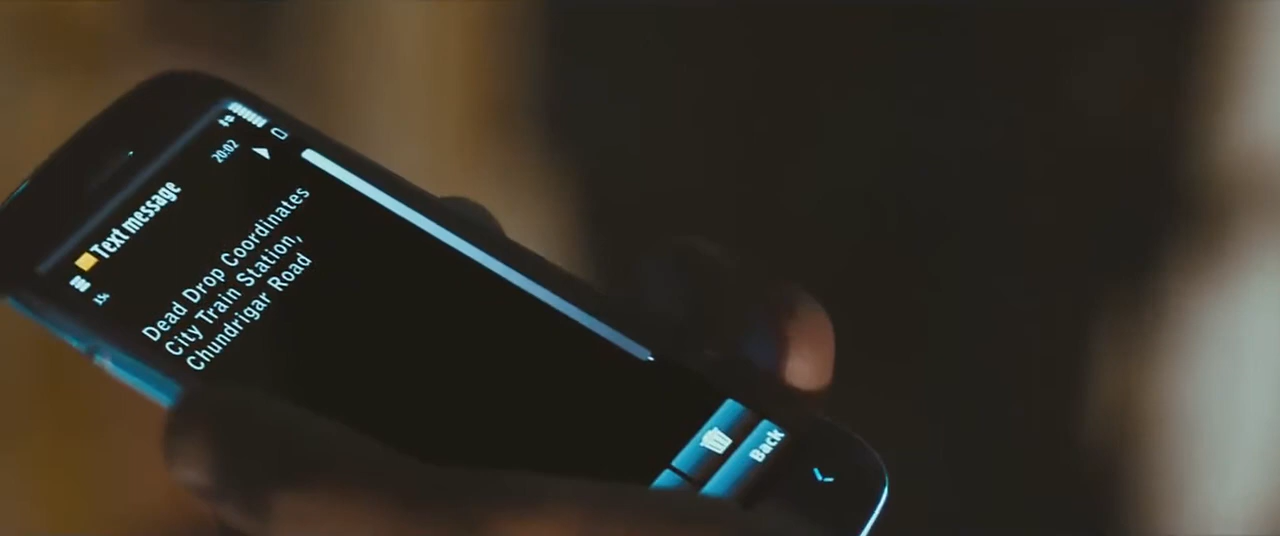 20:02
Text message
Dead Drop Coordinates
City Train Station,
Chundrigar Road
Back